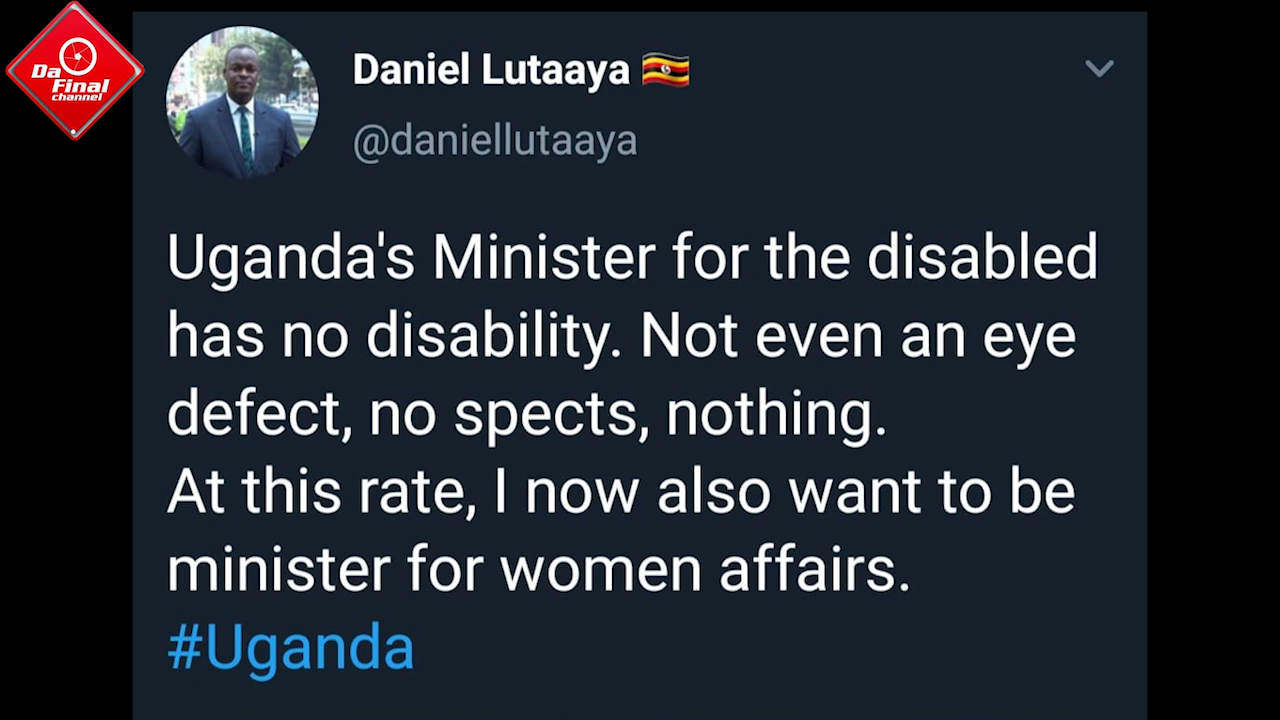 Da
Final
channel
Daniel Lutaaya 🇺🇬
@daniellutaaya
Uganda's Minister for the disabled
has no disability. Not even an eye
defect, no spects, nothing.
At this rate, I now also want to be
minister for women affairs.
#Uganda